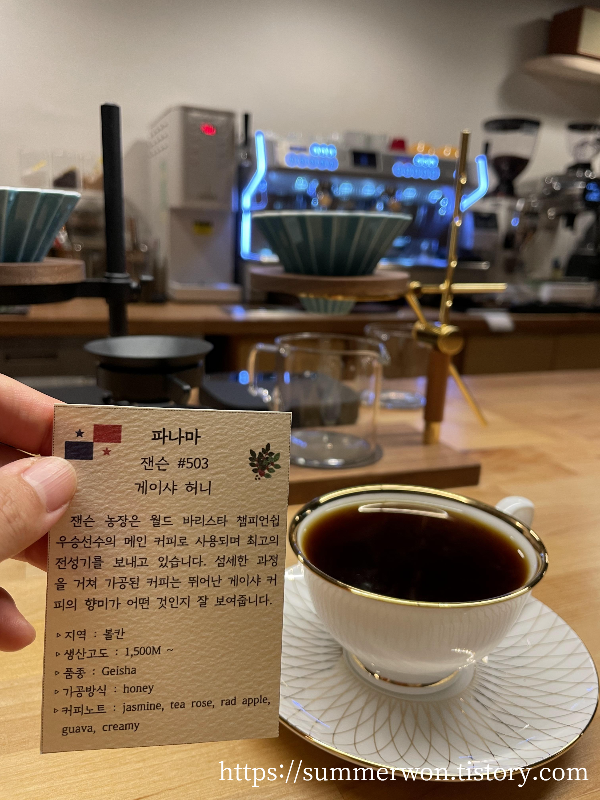 파나마
잰슨 #503
게이샤 허니
잰슨 농장은 월드 바리스타 챔피언쉽
우승선수의 메인 커피로 사용되며 최고의
전성기를 보내고 있습니다. 섬세한 과정
을 거쳐 가공된 커피는 뛰어난 게이샤 커
피의 향미가 어떤 것인지 잘 보여줍니다.
▹지역 : 볼칸
▹생산고도 : 1,500M ~
▹품종 : Geisha
▹가공방식 : honey
▹커피노트 : jasmine, tea rose, rad apple,
guava, creamy
https://summerwon.tistory.com